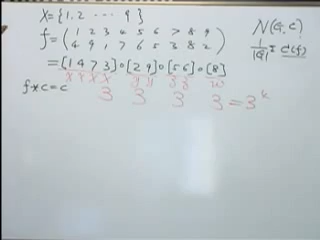 X = {1, 2 ⋯ 9}
f = ( 1 2 3 4 5 6 7 8 9
4 9 1 7 6 5 3 8 2 )
= [1 4 7 3] ∘ [2 9] ∘ [5 6] ∘ [8]
x x x x y y z z w
f * c = c
3 3 3 3 = 3^k
N(G, C)
1/|G| Σ C(f)